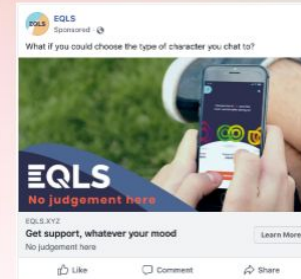 EQLS
EQLS
Sponsored ·
What if you could choose the type of character you chat to?
EQLS
No judgement here
EQLS.XYZ
Get support, whatever your mood
No judgement here
Learn More
Like
Comment
Share